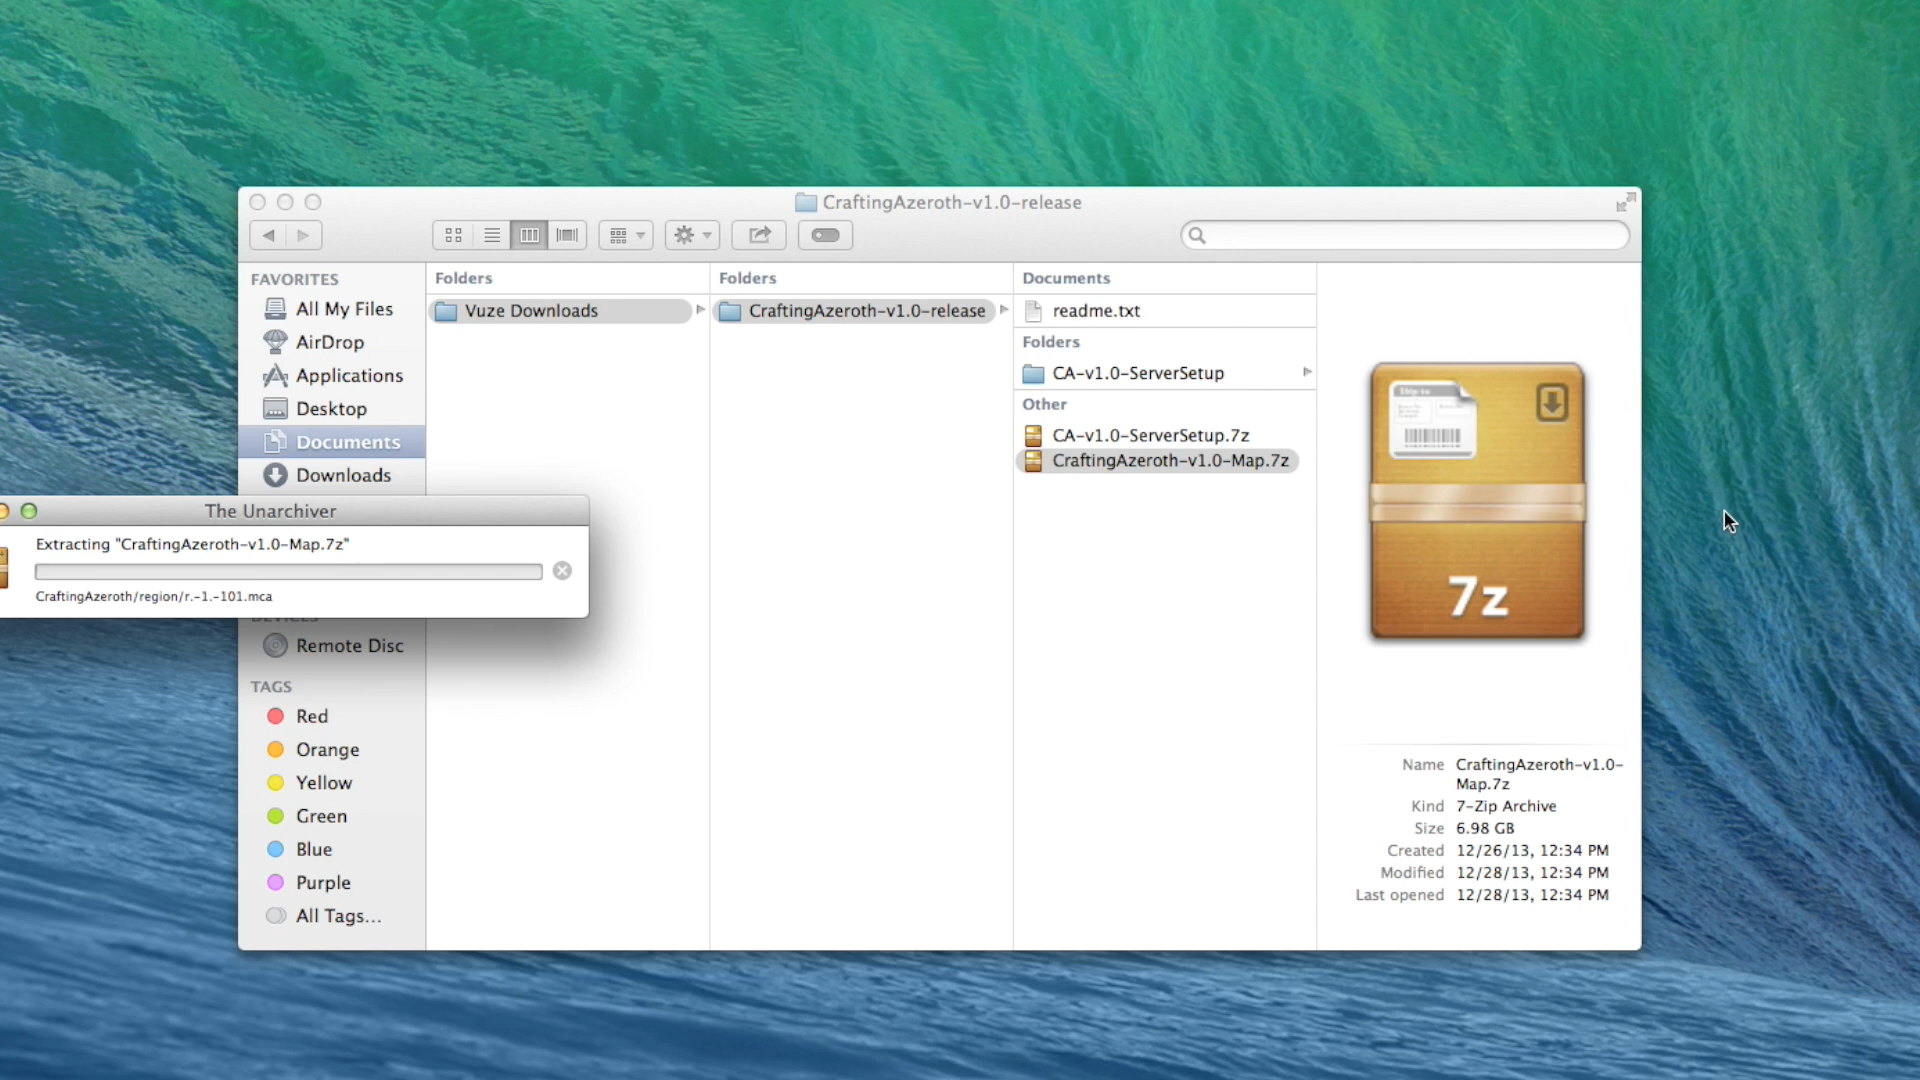 CraftingAzeroth-v1.0-release
FAVORITES
All My Files
AirDrop
Applications
Desktop
Documents
Downloads
Remote Disc
TAGS
Red
Orange
Yellow
Green
Blue
Purple
All Tags...
Folders
Vuze Downloads
Folders
CraftingAzeroth-v1.0-release
Documents
readme.txt
Folders
CA-v1.0-ServerSetup
Other
CA-v1.0-ServerSetup.7z
CraftingAzeroth-v1.0-Map.7z
The Unarchiver
Extracting "CraftingAzeroth-v1.0-Map.7z"
CraftingAzeroth/region/r.-1.-101.mca
Ship to
7z
Name CraftingAzeroth-v1.0-
Map.7z
Kind 7-Zip Archive
Size 6.98 GB
Created 12/26/13, 12:34 PM
Modified 12/28/13, 12:34 PM
Last opened 12/28/13, 12:34 PM